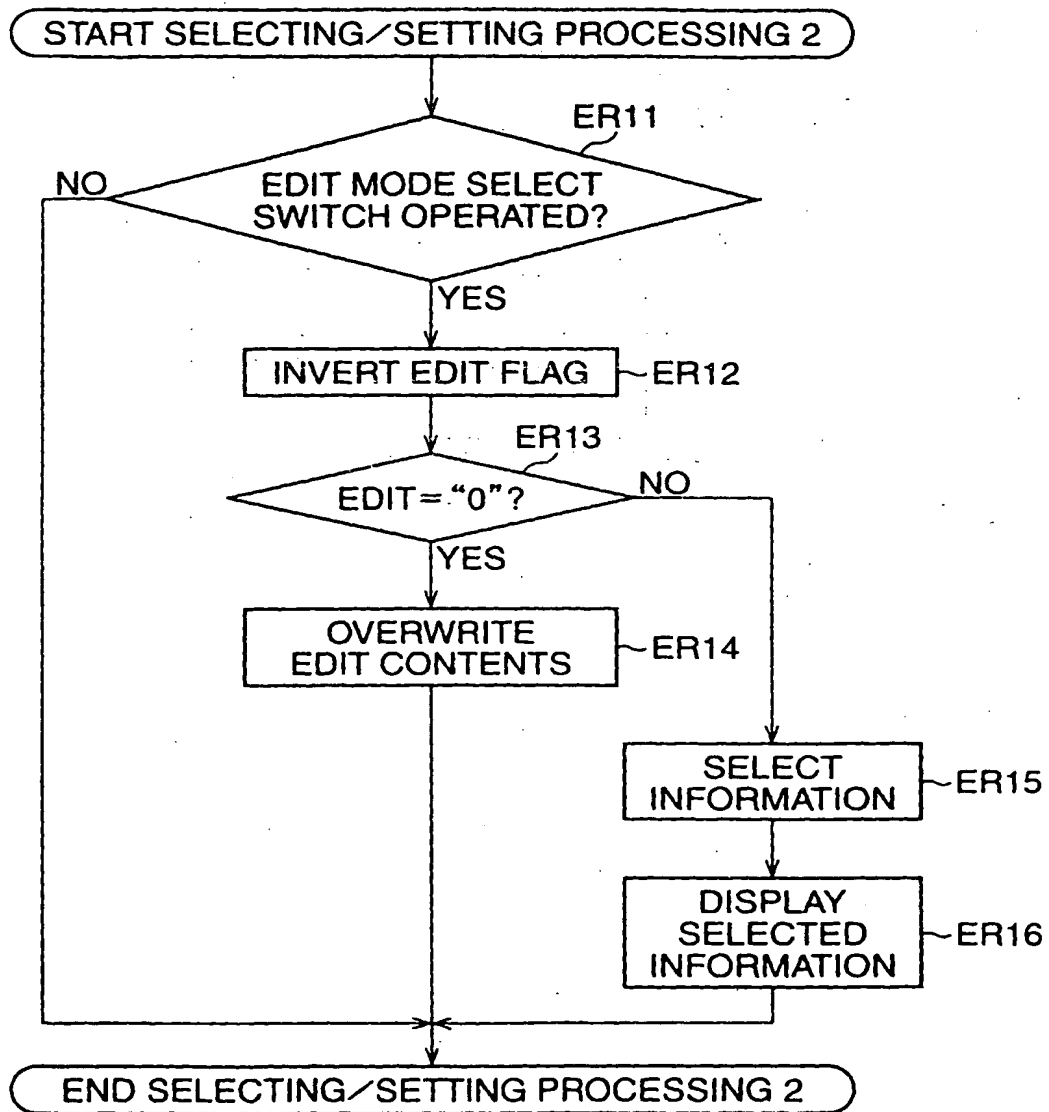 START SELECTING/SETTING PROCESSING 2
ER11
NO
EDIT MODE SELECT
SWITCH OPERATED?
YES
INVERT EDIT FLAG
ER12
ER13
EDIT="0"?
NO
YES
OVERWRITE
EDIT CONTENTS
ER14
SELECT
INFORMATION
ER15
DISPLAY
SELECTED
INFORMATION
ER16
END SELECTING/SETTING PROCESSING 2